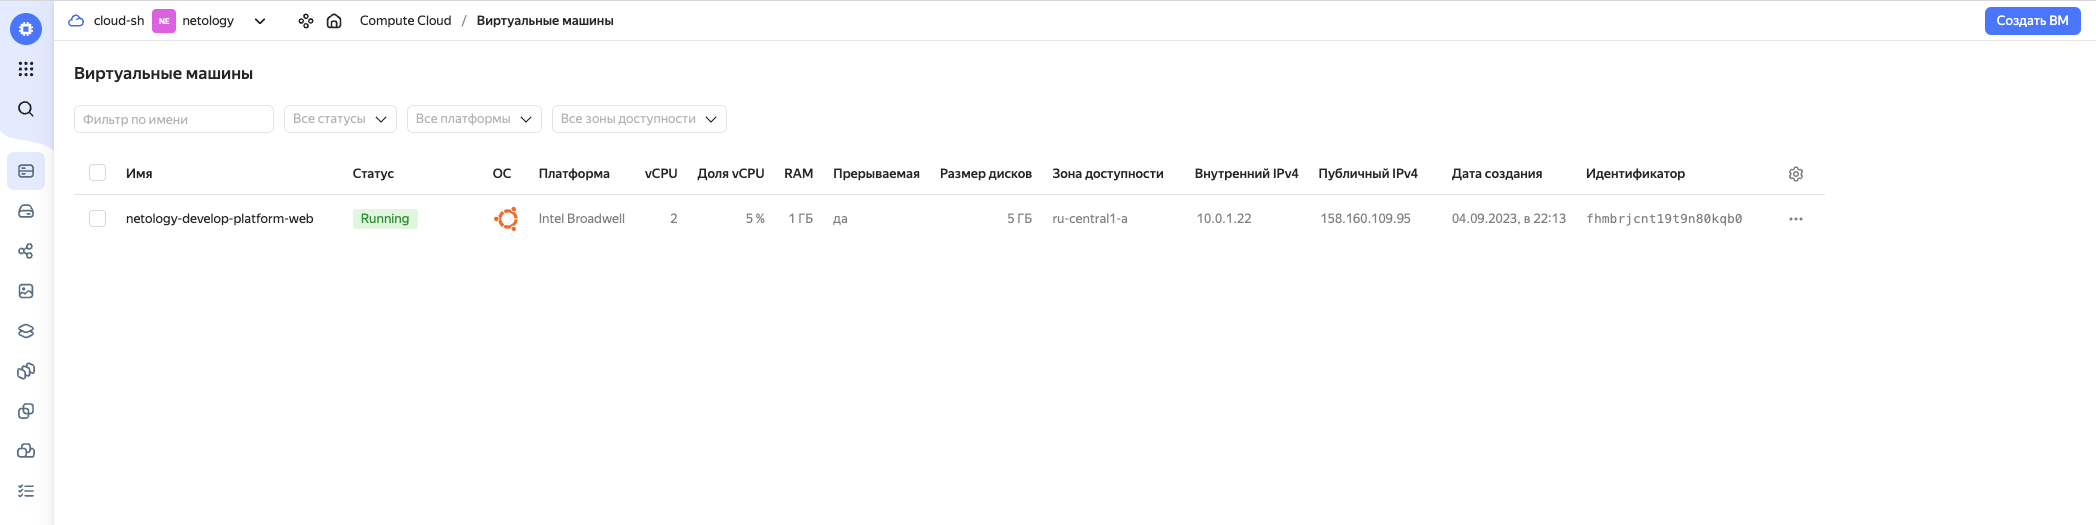 cloud-sh NE netology Compute Cloud / Виртуальные машины Создать ВМ
Виртуальные машины
Фильтр по имени Все статусы Все платформы Все зоны доступности
Имя Статус ОС Платформа vCPU Доля vCPU RAM Прерываемая Размер дисков Зона доступности Внутренний IPv4 Публичный IPv4 Дата создания Идентификатор
netology-develop-platform-web Running Intel Broadwell 2 5 % 1 ГБ да 5 ГБ ru-central1-a 10.0.1.22 158.160.109.95 04.09.2023, в 22:13 fhmbrjcnt19t9n80kqb0